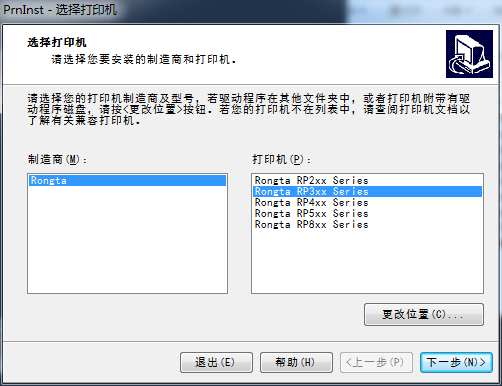 PrnInst - 选择打印机
选择打印机
请选择您要安装的制造商和打印机.
请选择您的打印机制造商及型号, 若驱动程序在其他文件夹中, 或者打印机附带有驱
动程序磁盘, 请按<更改位置>按钮. 若您的打印机不在列表中, 请查阅打印机文档以
了解有关兼容打印机.
制造商(M):
打印机(P):
Rongta
Rongta RP2xx Series
Rongta RP3xx Series
Rongta RP4xx Series
Rongta RP5xx Series
Rongta RP8xx Series
更改位置(C)...
退出(E)
帮助(H)
<上一步(P)
下一步(N)>